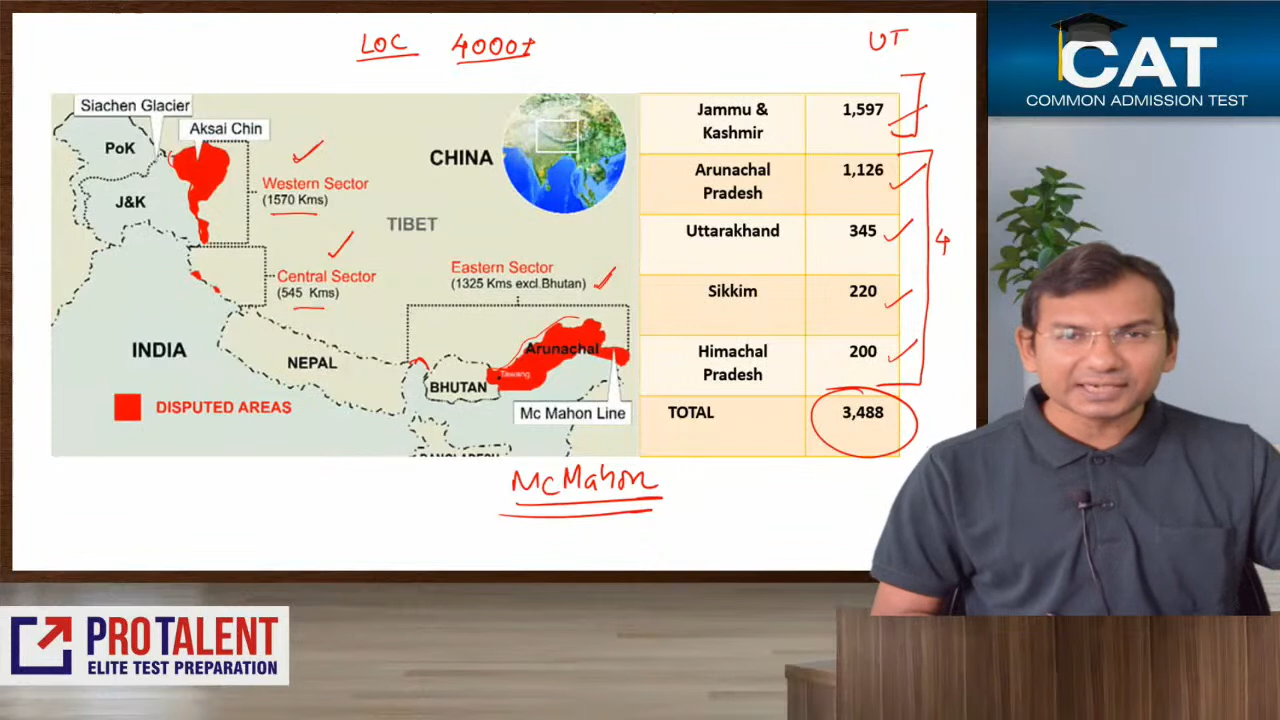 LOC 4000+
UT
CAT
COMMON ADMISSION TEST
Siachen Glacier
Aksai Chin
PoK
J&K
CHINA
Western Sector
(1570 Kms)
TIBET
Central Sector
(545 Kms)
Eastern Sector
(1325 Kms excl.Bhutan)
INDIA
NEPAL
BHUTAN
Arunachal
Tawang
Mc Mahon Line
DISPUTED AREAS
BANGLADESH
Jammu &
Kashmir
1,597
Arunachal
Pradesh
1,126
Uttarakhand
345
Sikkim
220
Himachal
Pradesh
200
TOTAL
3,488
4
McMahon
PROTALENT
ELITE TEST PREPARATION